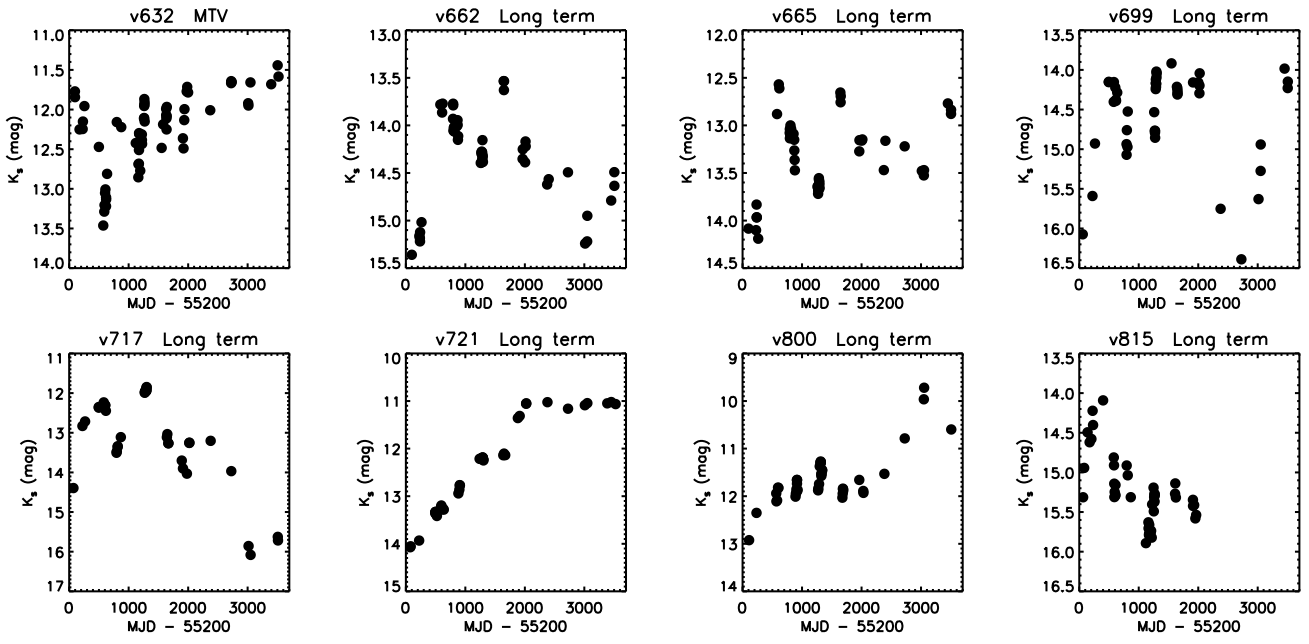 v632 MTV
v662 Long term
v665 Long term
v699 Long term
11.0
11.5
12.0
12.5
13.0
13.5
14.0
Ks (mag)
0 1000 2000 3000
MJD - 55200
13.0
13.5
14.0
14.5
15.0
15.5
Ks (mag)
0 1000 2000 3000
MJD - 55200
12.0
12.5
13.0
13.5
14.0
14.5
Ks (mag)
0 1000 2000 3000
MJD - 55200
13.5
14.0
14.5
15.0
15.5
16.0
16.5
Ks (mag)
0 1000 2000 3000
MJD - 55200
v717 Long term
v721 Long term
v800 Long term
v815 Long term
11
12
13
14
15
16
17
Ks (mag)
0 1000 2000 3000
MJD - 55200
10
11
12
13
14
15
Ks (mag)
0 1000 2000 3000
MJD - 55200
9
10
11
12
13
14
Ks (mag)
0 1000 2000 3000
MJD - 55200
13.5
14.0
14.5
15.0
15.5
16.0
16.5
Ks (mag)
0 1000 2000 3000
MJD - 55200